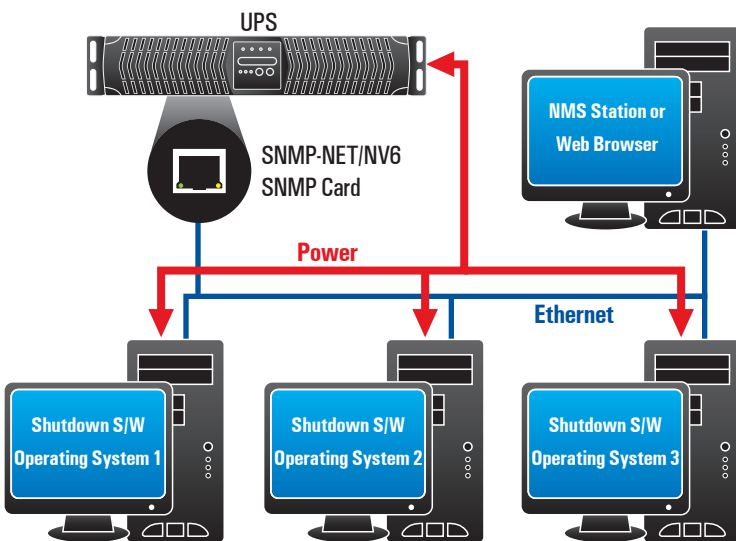 UPS
NMS Station or
Web Browser
SNMP-NET/NV6
SNMP Card
Power
Ethernet
Shutdown S/W
Operating System 1
Shutdown S/W
Operating System 2
Shutdown S/W
Operating System 3